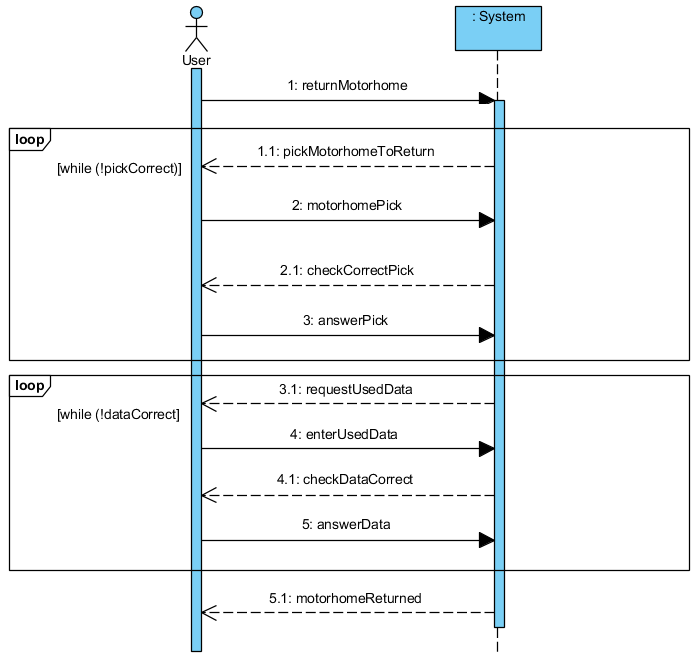 : System
User
1: returnMotorhome
loop
1.1: pickMotorhomeToReturn
[while (!pickCorrect)]
2: motorhomePick
2.1: checkCorrectPick
3: answerPick
loop
3.1: requestUsedData
[while (!dataCorrect]
4: enterUsedData
4.1: checkDataCorrect
5: answerData
5.1: motorhomeReturned